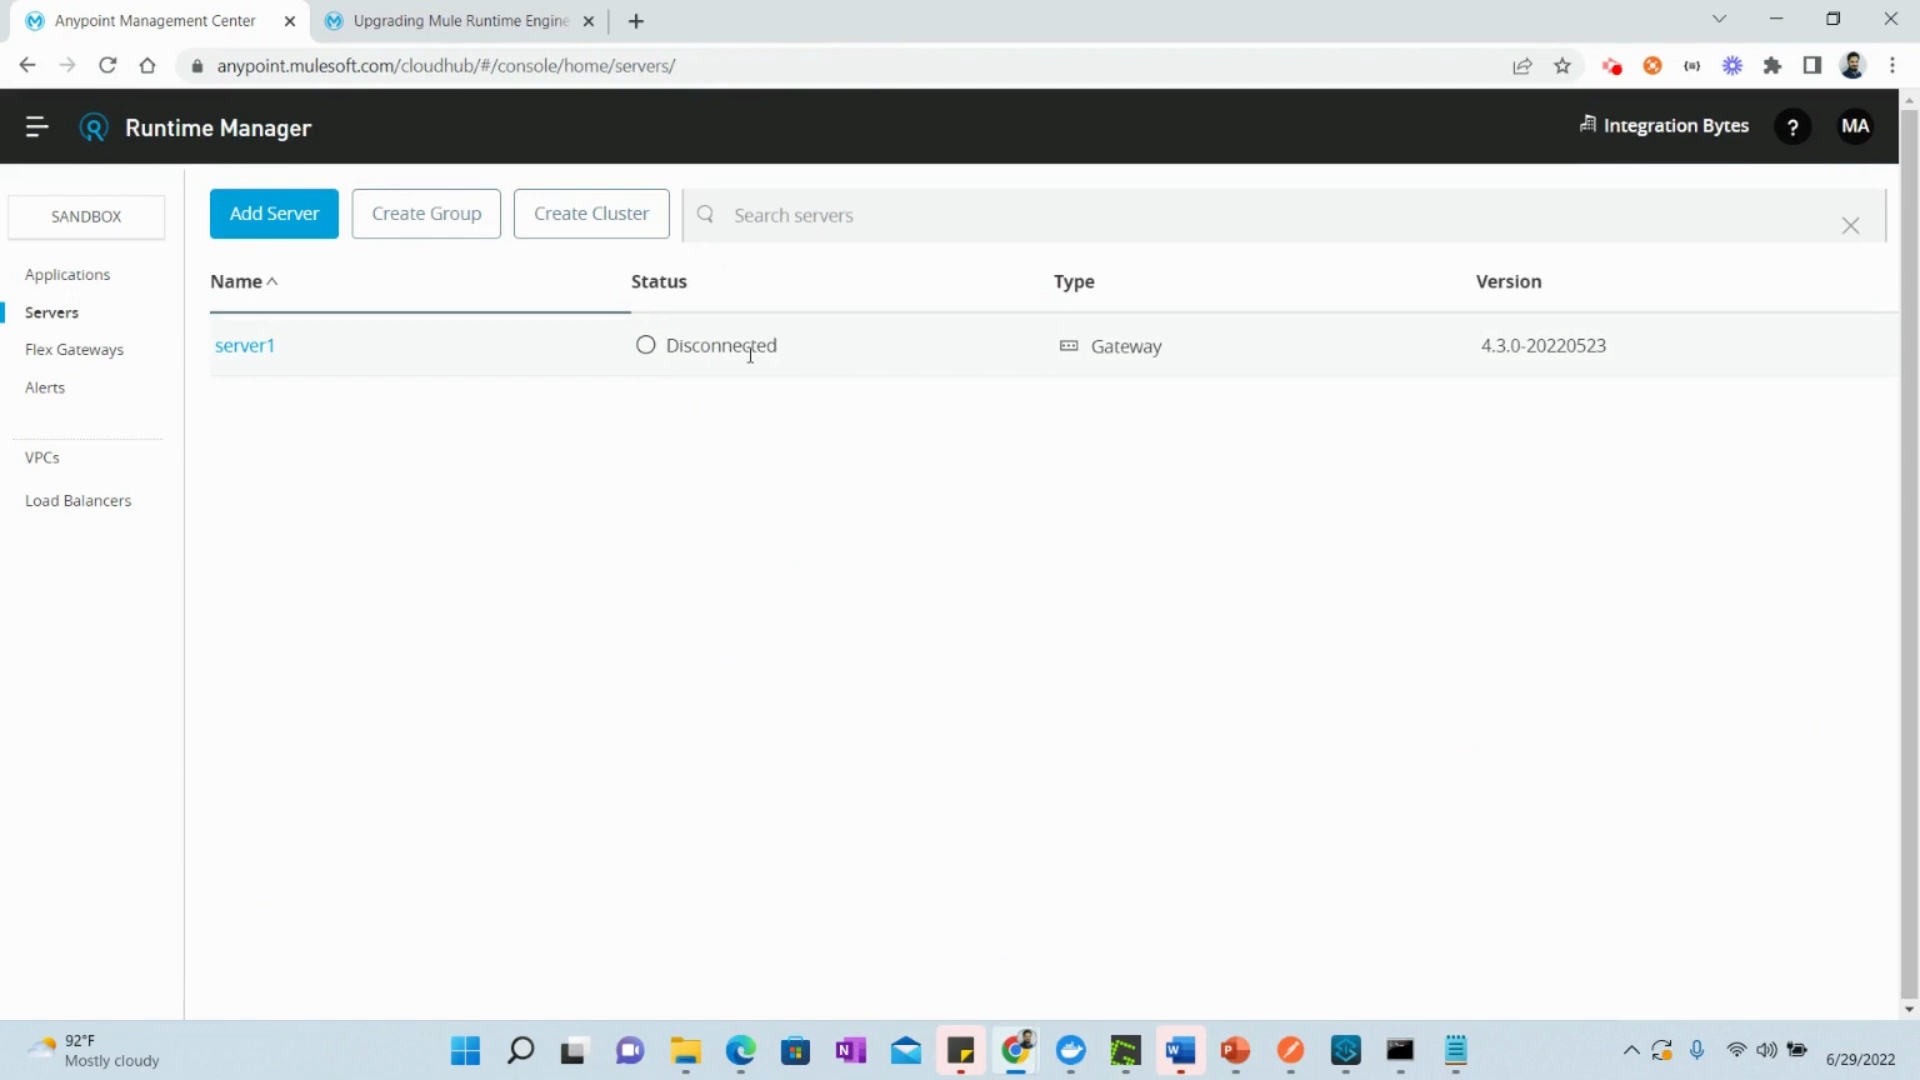 Anypoint Management Center
Upgrading Mule Runtime Engine
anypoint.mulesoft.com/cloudhub/#/console/home/servers/
Runtime Manager
Integration Bytes
?
MA
SANDBOX
Applications
Servers
Flex Gateways
Alerts
VPCs
Load Balancers
Add Server
Create Group
Create Cluster
Search servers
Name
Status
Type
Version
server1
Disconnected
Gateway
4.3.0-20220523
92°F
Mostly cloudy
6/29/2022